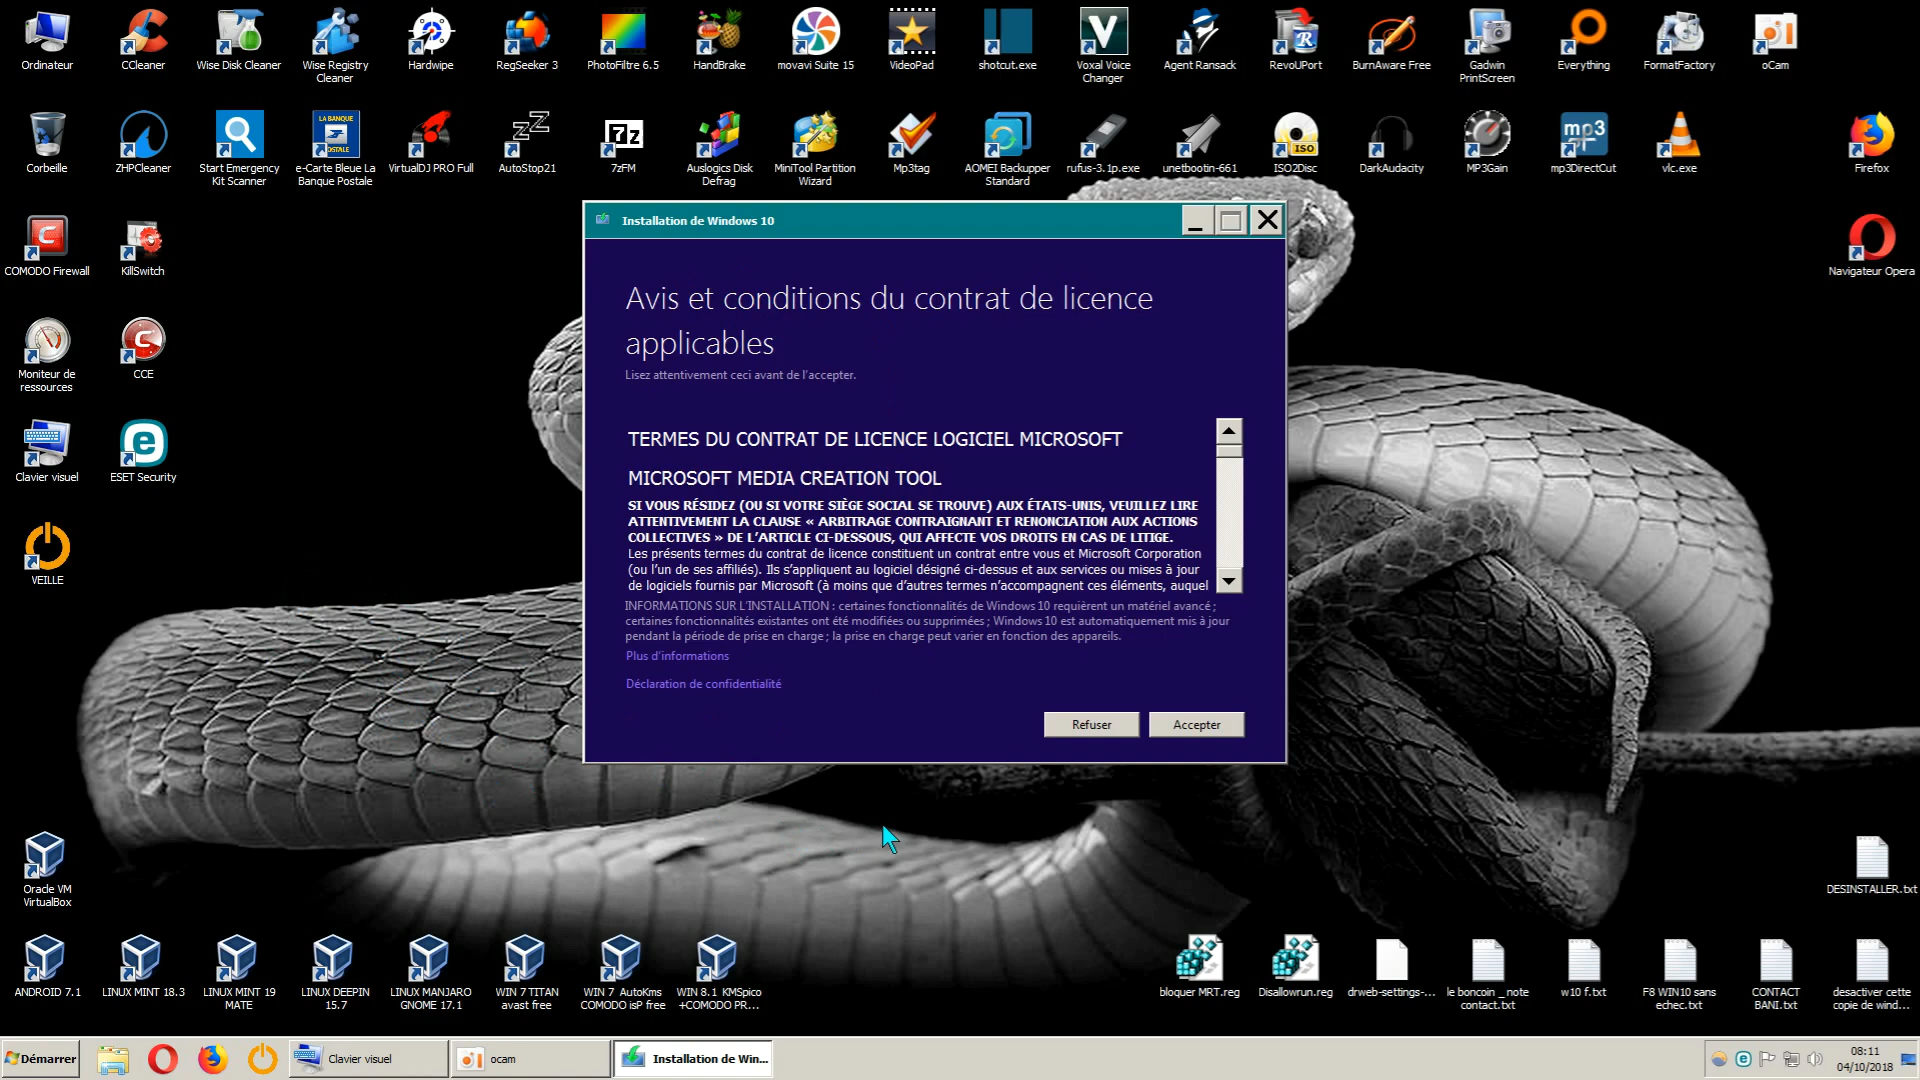 Ordinateur
CCleaner
Wise Disk Cleaner
Wise Registry
Cleaner
Hardwipe
RegSeeker 3
PhotoFiltre 6.5
HandBrake
movavi Suite 15
VideoPad
shotcut.exe
Voxal Voice
Changer
Agent Ransack
RevoUPort
BurnAware Free
Gadwin
PrintScreen
Everything
FormatFactory
oCam
Corbeille
ZHPCleaner
Start Emergency
Kit Scanner
LA BANQUE
POSTALE
e-Carte Bleue La
Banque Postale
VirtualDJ PRO Full
AutoStop21
7z
7zFM
Auslogics Disk
Defrag
MiniTool Partition
Wizard
Mp3tag
AOMEI Backupper
Standard
rufus-3.1p.exe
unetbootin-661
ISO
ISO2Disc
DarkAudacity
MP3Gain
mp3
mp3DirectCut
vlc.exe
Firefox
COMODO Firewall
KillSwitch
Navigateur Opera
Moniteur de
ressources
CCE
Clavier visuel
ESET Security
VEILLE
Installation de Windows 10
Avis et conditions du contrat de licence
applicables
Lisez attentivement ceci avant de l'accepter.
TERMES DU CONTRAT DE LICENCE LOGICIEL MICROSOFT
MICROSOFT MEDIA CREATION TOOL
SI VOUS RÉSIDEZ (OU SI VOTRE SIÈGE SOCIAL SE TROUVE) AUX ÉTATS-UNIS, VEUILLEZ LIRE
ATTENTIVEMENT LA CLAUSE « ARBITRAGE CONTRAIGNANT ET RENONCIATION AUX ACTIONS
COLLECTIVES » DE L'ARTICLE CI-DESSOUS, QUI AFFECTE VOS DROITS EN CAS DE LITIGE.
Les présents termes du contrat de licence constituent un contrat entre vous et Microsoft Corporation
(ou l'un de ses affiliés). Ils s'appliquent au logiciel désigné ci-dessus et aux services ou mises à jour
de logiciels fournis par Microsoft (à moins que d'autres termes n'accompagnent ces éléments, auquel
INFORMATIONS SUR L'INSTALLATION : certaines fonctionnalités de Windows 10 requièrent un matériel avancé ;
certaines fonctionnalités existantes ont été modifiées ou supprimées ; Windows 10 est automatiquement mis à jour
pendant la période de prise en charge ; la prise en charge peut varier en fonction des appareils.
Plus d'informations
Déclaration de confidentialité
Refuser
Accepter
Oracle VM
VirtualBox
DESINSTALLER.txt
ANDROID 7.1
LINUX MINT 18.3
LINUX MINT 19
MATE
LINUX DEEPIN
15.7
LINUX MANJARO
GNOME 17.1
WIN 7 TITAN
avast free
WIN 7 AutoKms
COMODO isP free
WIN 8.1 KMSpico
+COMODO PR...
bloquer MRT.reg
Disallowrun.reg
drweb-settings-...
le boncoin _ note
contact.txt
w10 f.txt
F8 WIN10 sans
echec.txt
CONTACT
BANI.txt
desactiver cette
copie de wind...
Démarrer
Clavier visuel
ocam
Installation de Win...
08:11
04/10/2018